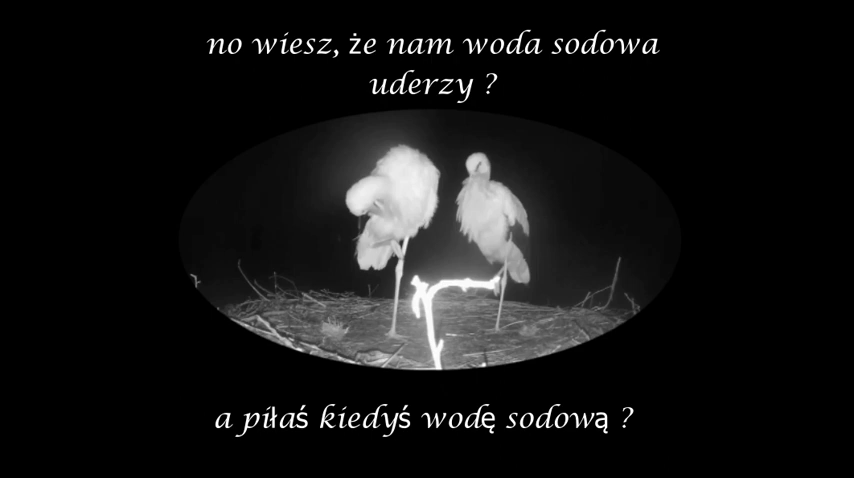 no wiesz, że nam woda sodowa
uderzy ?
a piłaś kiedyś wodę sodową ?